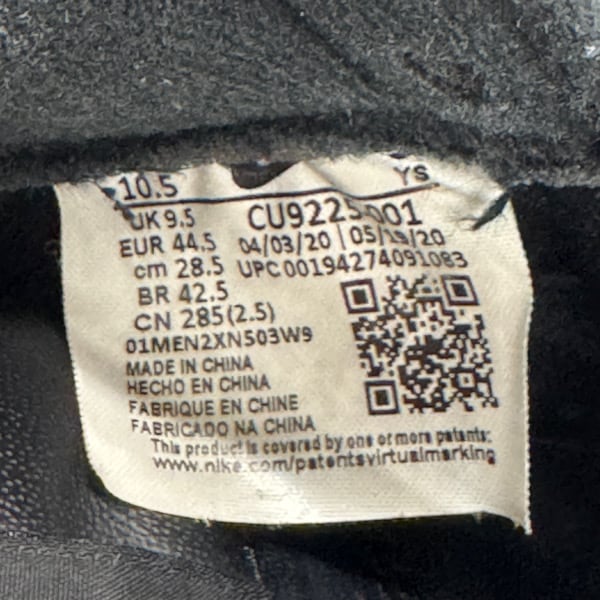 10.5 YS
UK 9.5 CU9225-001
EUR 44.5 04/03/20 | 05/19/20
cm 28.5 UPC 00194274091083
BR 42.5
CN 285(2.5)
01MEN2XN503W9
MADE IN CHINA
HECHO EN CHINA
FABRIQUE EN CHINE
FABRICADO NA CHINA
This product is covered by one or more patents:
www.nike.com/patentsvirtualmarking